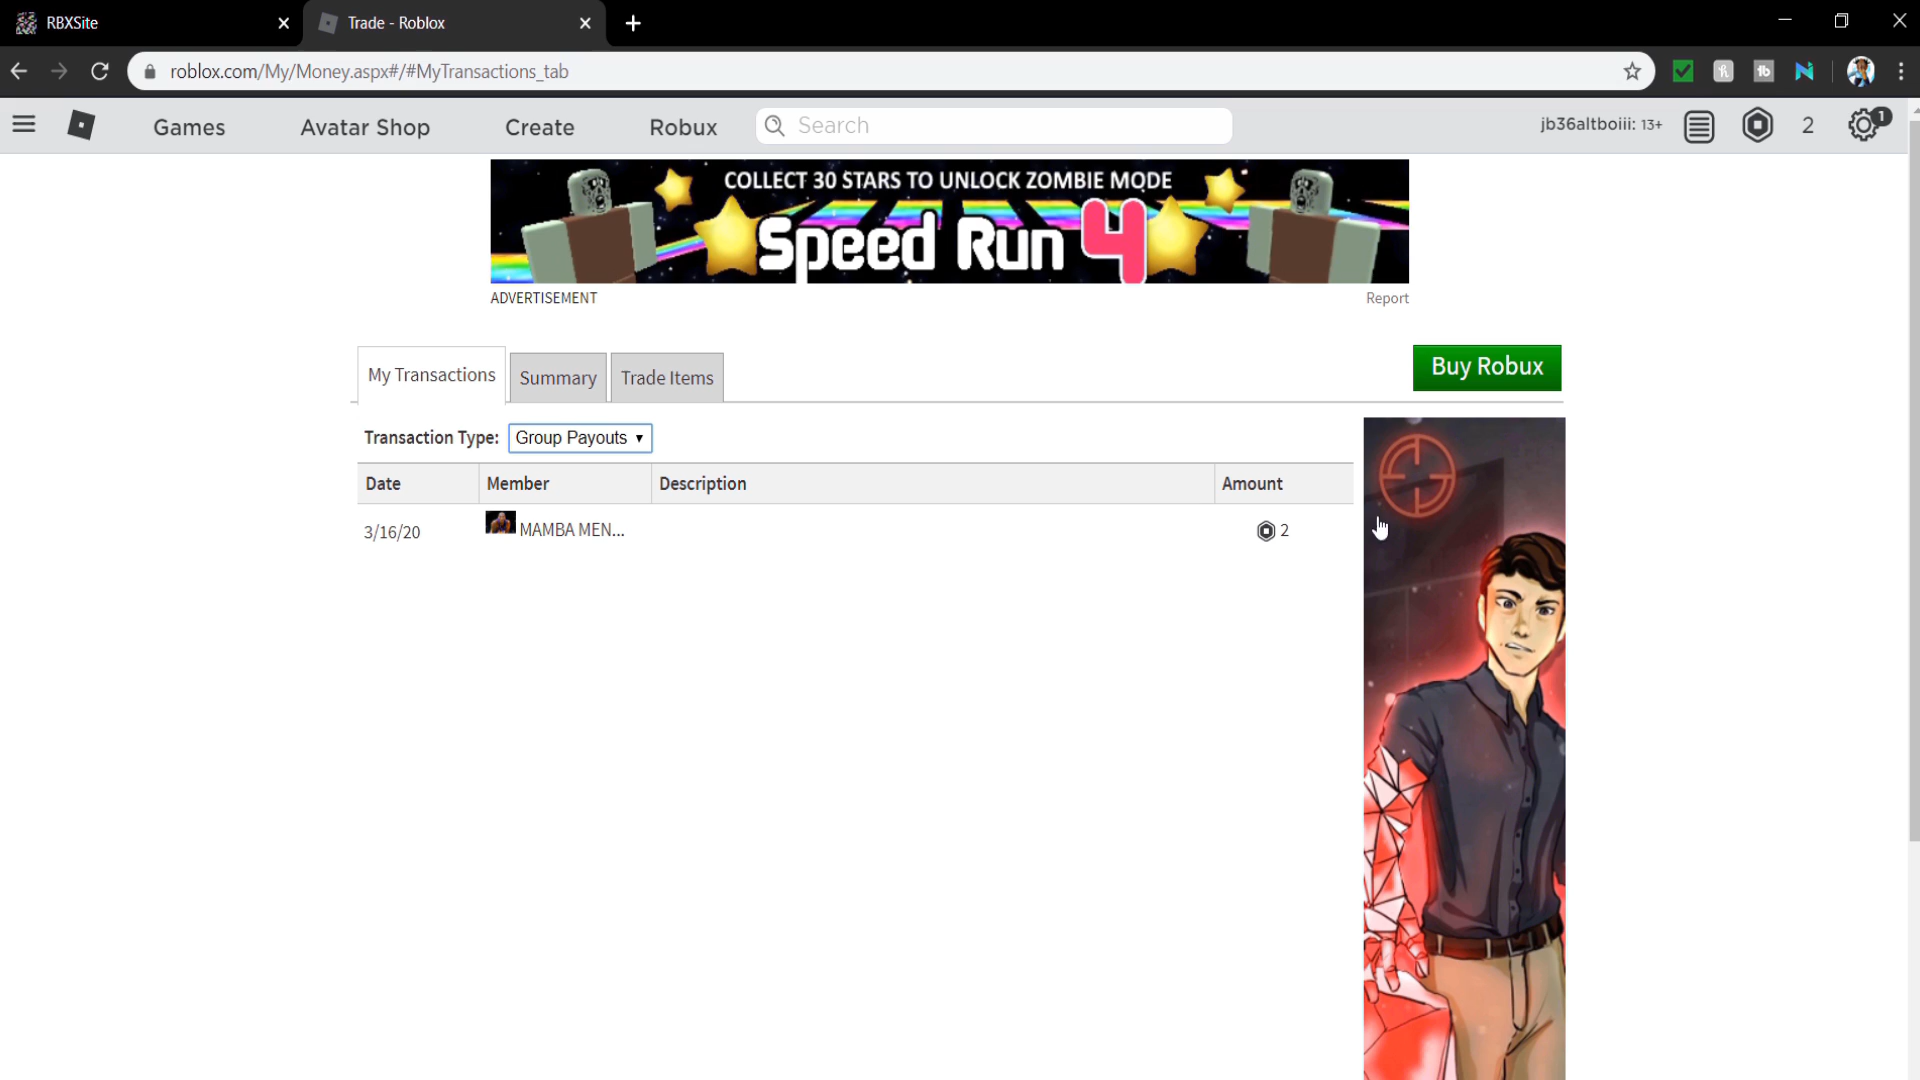 RBXSite
Trade - Roblox
roblox.com/My/Money.aspx#/#MyTransactions_tab
Games
Avatar Shop
Create
Robux
Search
jb36altboiii: 13+
2
1
COLLECT 30 STARS TO UNLOCK ZOMBIE MODE
Speed Run 4
ADVERTISEMENT
Report
My Transactions
Summary
Trade Items
Buy Robux
Transaction Type: Group Payouts
Date Member Description Amount
3/16/20 MAMBA MEN... 2